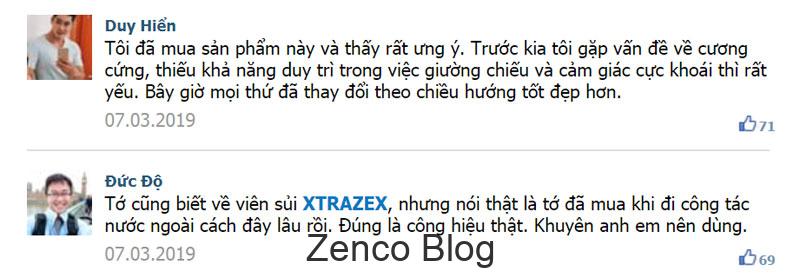 Duy Hiển
Tôi đã mua sản phẩm này và thấy rất ưng ý. Trước kia tôi gặp vấn đề về cương
cứng, thiếu khả năng duy trì trong việc giường chiếu và cảm giác cực khoái thì rất
yếu. Bây giờ mọi thứ đã thay đổi theo chiều hướng tốt đẹp hơn.
07.03.2019
71
Đức Độ
Tớ cũng biết về viên sủi XTRAZEX, nhưng nói thật là tớ đã mua khi đi công tác
nước ngoài cách đây lâu rồi. Đúng là công hiệu thật. Khuyên anh em nên dùng.
07.03.2019
Zenco Blog
69